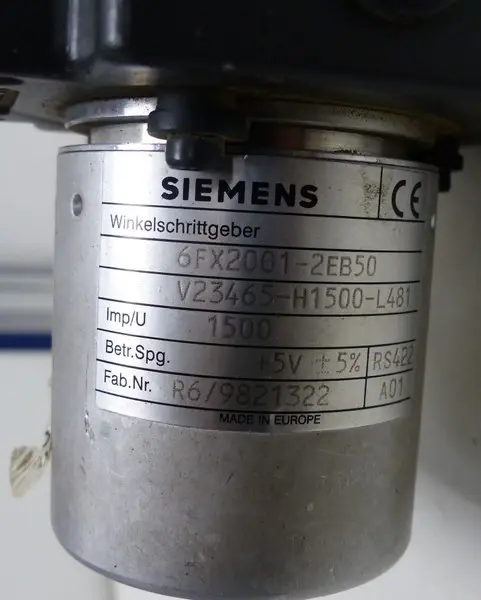 SIEMENS CE
Winkelschrittgeber
6FX2001-2EB50
V23465-H1500-L481
Imp/U 1500
Betr.Spg. +5V ±5% RS422
Fab.Nr. R6/9821322 A01
MADE IN EUROPE